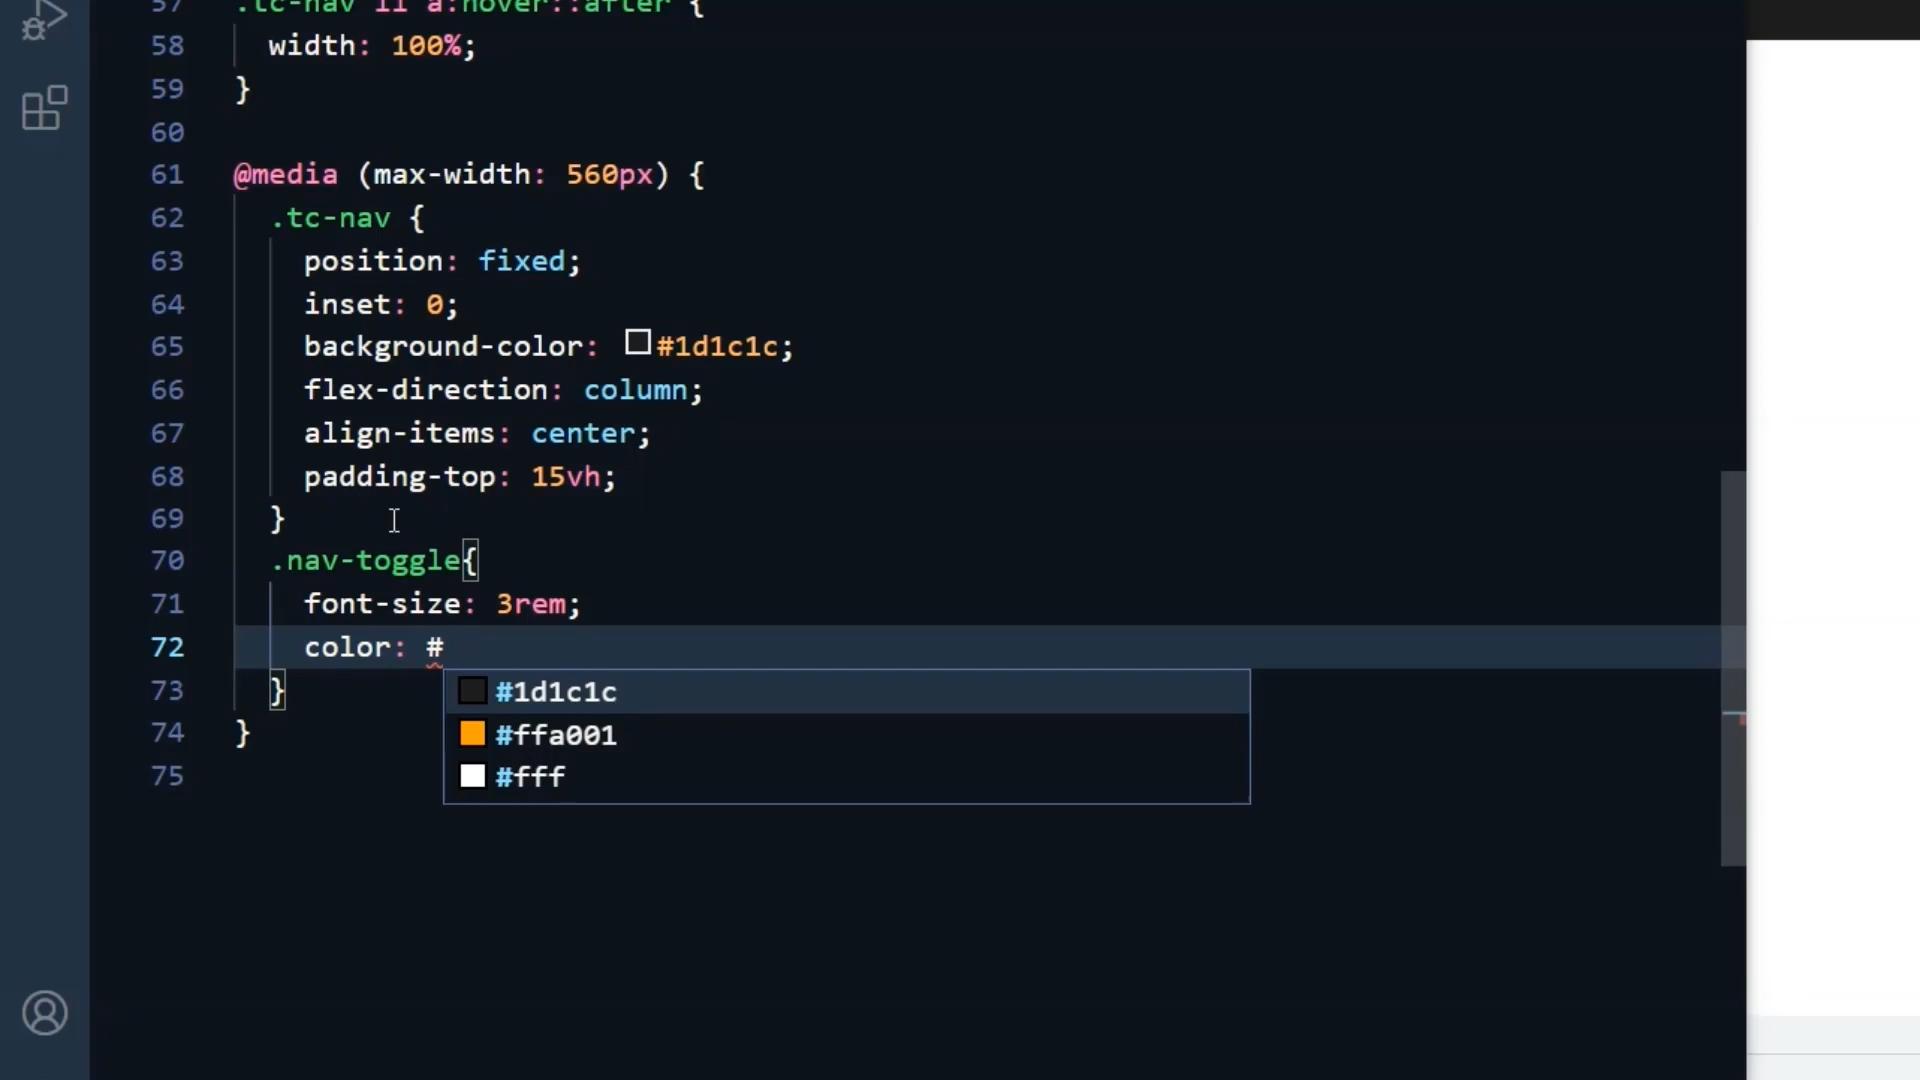 57 .tc-nav li a:hover::after {
58 width: 100%;
59 }
60
61 @media (max-width: 560px) {
62 .tc-nav {
63 position: fixed;
64 inset: 0;
65 background-color: #1d1c1c;
66 flex-direction: column;
67 align-items: center;
68 padding-top: 15vh;
69 }
70 .nav-toggle{
71 font-size: 3rem;
72 color: #
73 }
74 }
75
#1d1c1c
#ffa001
#fff